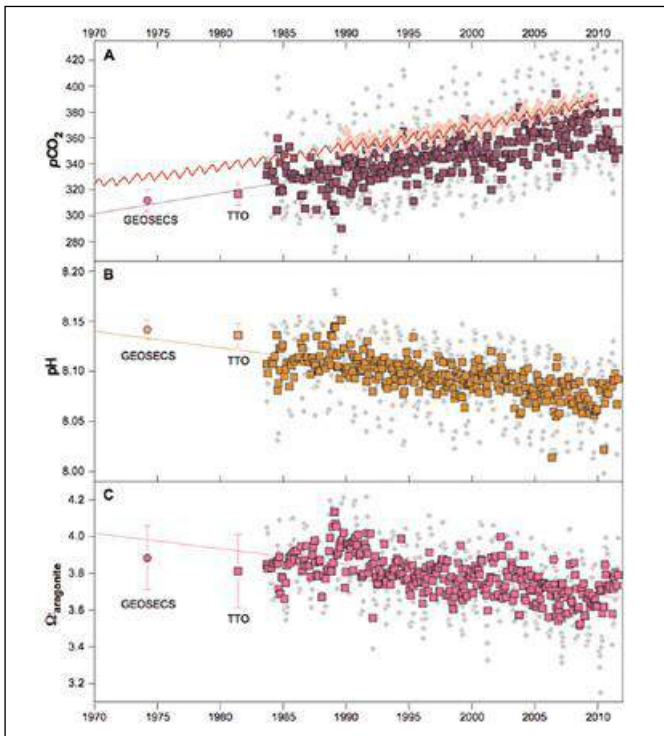 1970 1975 1980 1985 1990 1995 2000 2005 2010
A
420
400
380
360
340
320
300
280
pCO2
GEOSECS
TTO
B
8.20
8.15
8.10
8.05
8.00
pH
GEOSECS
TTO
C
4.2
4.0
3.8
3.6
3.4
3.2
Ωaragonite
GEOSECS
TTO
1970 1975 1980 1985 1990 1995 2000 2005 2010